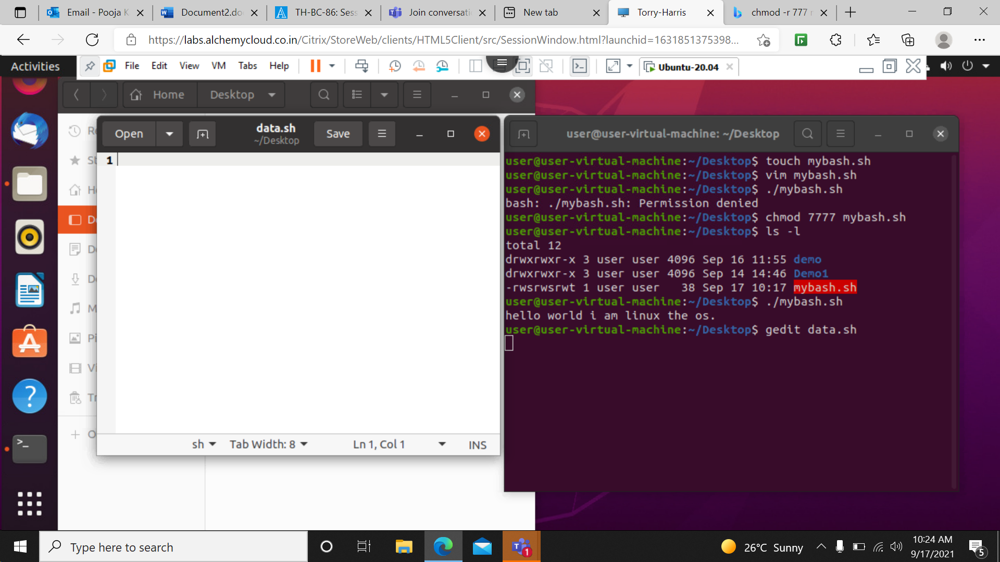 Email - Pooja K
Document2.do
TH-BC-86: Sess
Join conversati
New tab
Torry-Harris
chmod -r 777 r
https://labs.alchemycloud.co.in/Citrix/StoreWeb/clients/HTML5Client/src/SessionWindow.html?launchid=1631851375398...
Activities
File Edit View VM Tabs Help
Ubuntu-20.04
Home Desktop
Open
data.sh
~/Desktop
Save
user@user-virtual-machine: ~/Desktop
Re
St
H
D
D
D
M
Pi
Vi
Tr
O
1
sh Tab Width: 8 Ln 1, Col 1 INS
user@user-virtual-machine:~/Desktop$ touch mybash.sh
user@user-virtual-machine:~/Desktop$ vim mybash.sh
user@user-virtual-machine:~/Desktop$ ./mybash.sh
bash: ./mybash.sh: Permission denied
user@user-virtual-machine:~/Desktop$ chmod 7777 mybash.sh
user@user-virtual-machine:~/Desktop$ ls -l
total 12
drwxrwxr-x 3 user user 4096 Sep 16 11:55 demo
drwxrwxr-x 3 user user 4096 Sep 14 14:46 Demo1
-rwsrwsrwt 1 user user   38 Sep 17 10:17 mybash.sh
user@user-virtual-machine:~/Desktop$ ./mybash.sh
hello world i am linux the os.
user@user-virtual-machine:~/Desktop$ gedit data.sh
Type here to search
1
26°C Sunny
10:24 AM
9/17/2021
5